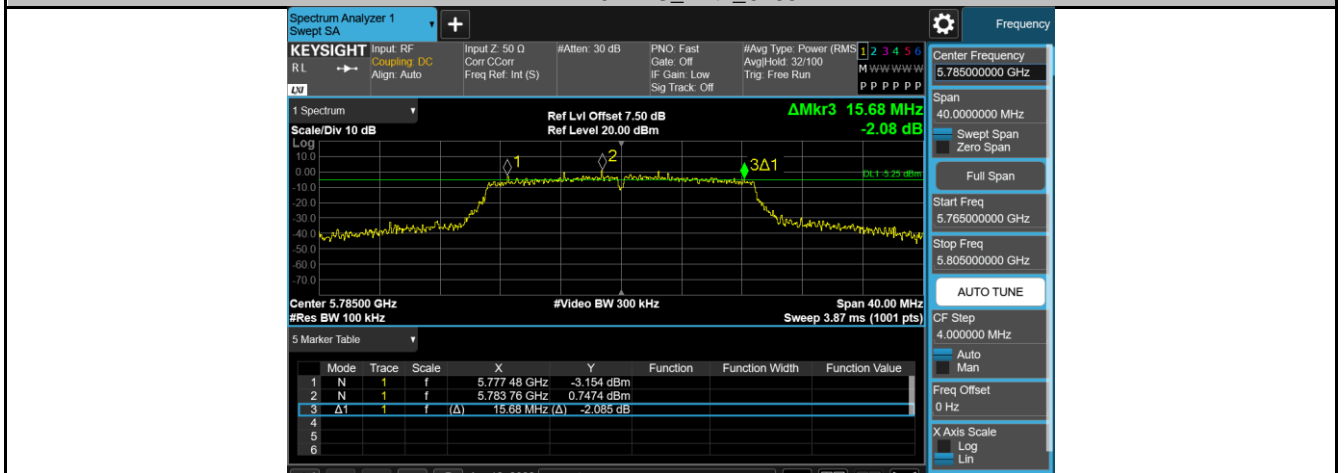 Spectrum Analyzer 1
Swept SA
+
Frequency
KEYSIGHT
RL
LXI
Input: RF
Coupling: DC
Align: Auto
Input Z: 50 Ω
Corr CCorr
Freq Ref: Int (S)
#Atten: 30 dB
PNO: Fast
Gate: Off
IF Gain: Low
Sig Track: Off
#Avg Type: Power (RMS
Avg|Hold: 32/100
Trig: Free Run
1 2 3 4 5 6
M W W W W W
P P P P P P
1 Spectrum
Scale/Div 10 dB
Ref Lvl Offset 7.50 dB
Ref Level 20.00 dBm
ΔMkr3 15.68 MHz
-2.08 dB
Log
10.0
0.00
-10.0
-20.0
-30.0
-40.0
-50.0
-60.0
-70.0
1
2
3Δ1
DL1 -5.25 dBm
Center 5.78500 GHz
#Res BW 100 kHz
#Video BW 300 kHz
Span 40.00 MHz
Sweep 3.87 ms (1001 pts)
5 Marker Table
Mode Trace Scale X Y Function Function Width Function Value
1 N 1 f 5.777 48 GHz -3.154 dBm
2 N 1 f 5.783 76 GHz 0.7474 dBm
3 Δ1 1 f (Δ) 15.68 MHz (Δ) -2.085 dB
4
5
6
Center Frequency
5.785000000 GHz
Span
40.0000000 MHz
Swept Span
Zero Span
Full Span
Start Freq
5.765000000 GHz
Stop Freq
5.805000000 GHz
AUTO TUNE
CF Step
4.000000 MHz
Auto
Man
Freq Offset
0 Hz
X Axis Scale
Log
Lin